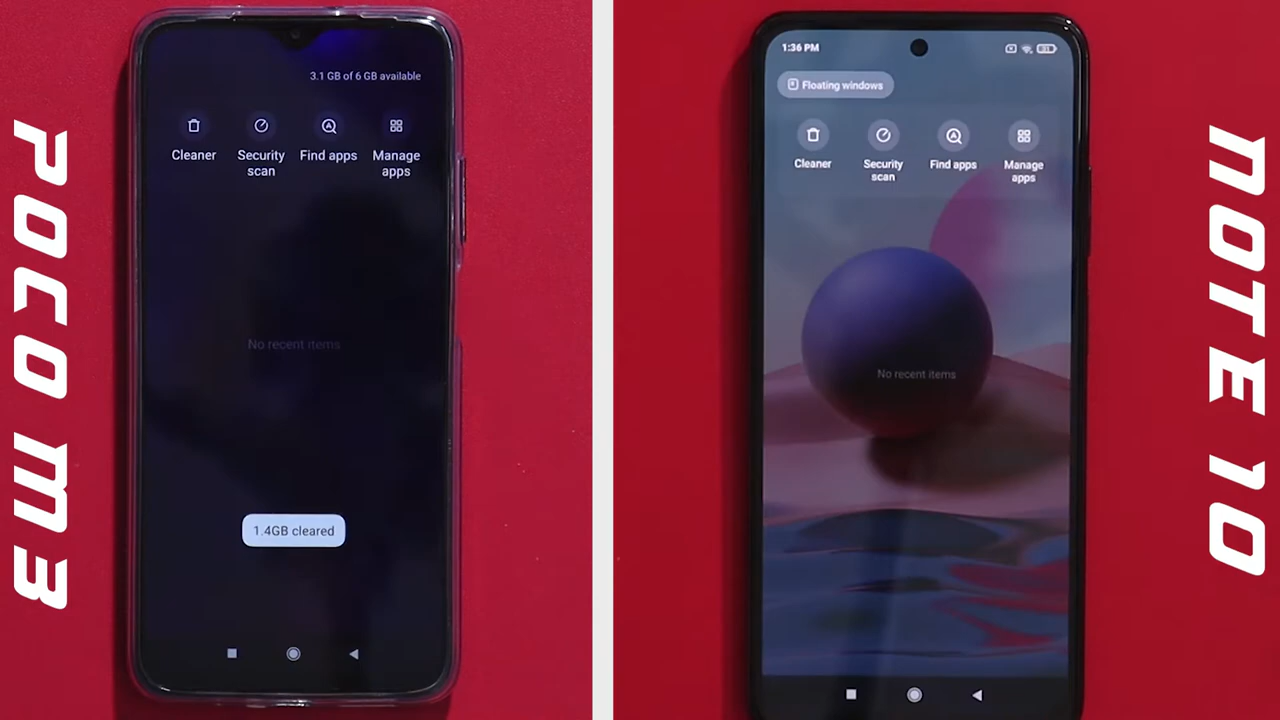 POCO M3
3.1 GB of 6 GB available
Cleaner
Security scan
Find apps
Manage apps
No recent items
1.4GB cleared
1:36 PM
Floating windows
Cleaner
Security scan
Find apps
Manage apps
No recent items
NOTE 10